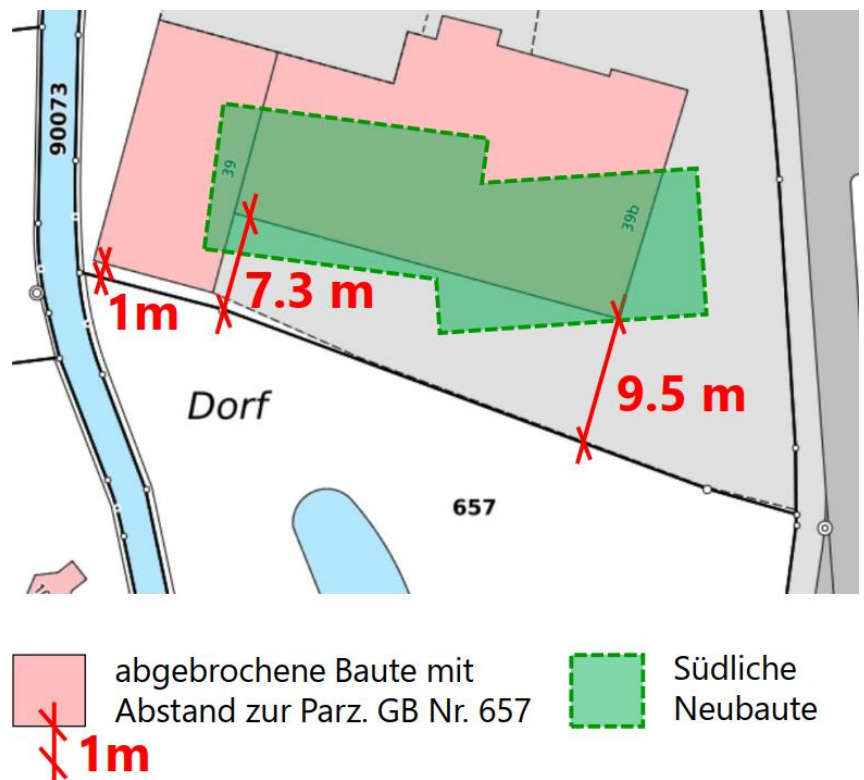 90073
39
39b
1m
7.3 m
9.5 m
Dorf
657
abgebrochene Baute mit
Abstand zur Parz. GB Nr. 657
1m
Südliche
Neubaute